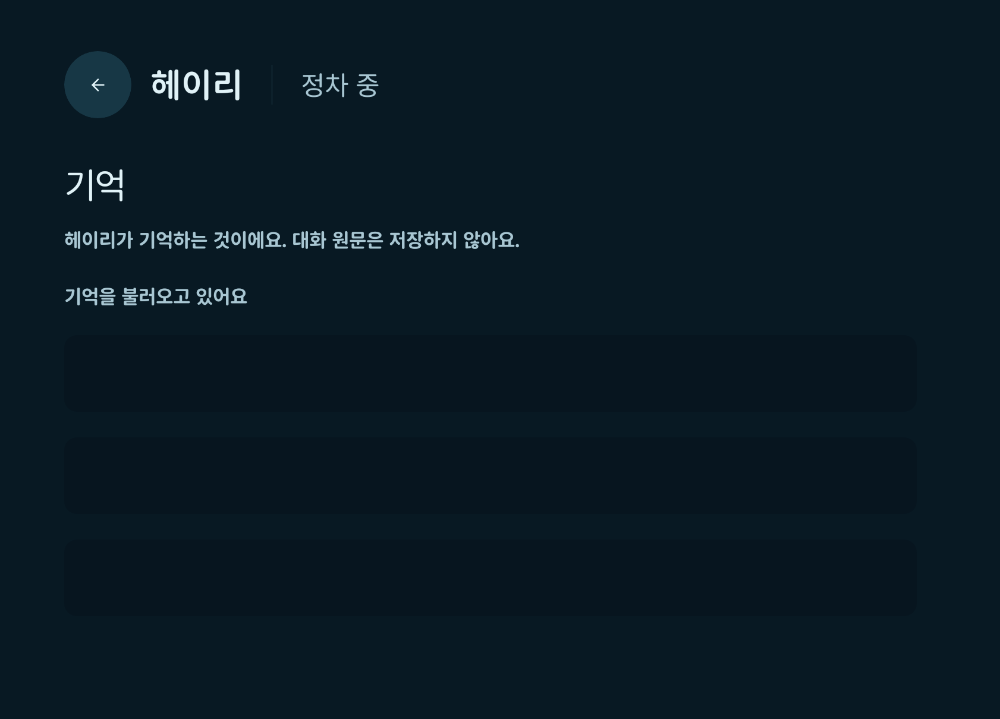 헤이리 정차 중
기억
헤이리가 기억하는 것이에요. 대화 원문은 저장하지 않아요.
기억을 불러오고 있어요